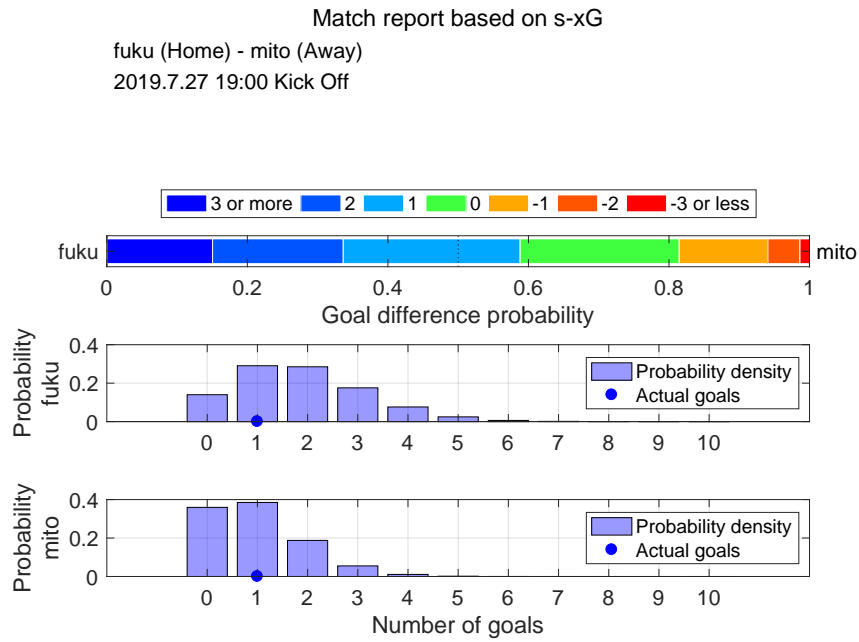 Match report based on s-xG
fuku (Home) - mito (Away)
2019.7.27 19:00 Kick Off
3 or more 2 1 0 -1 -2 -3 or less
fuku mito
0 0.2 0.4 0.6 0.8 1
Goal difference probability
Probability
fuku
0.4
0.2
0
Probability density
Actual goals
0 1 2 3 4 5 6 7 8 9 10
Probability
mito
0.4
0.2
0
Probability density
Actual goals
0 1 2 3 4 5 6 7 8 9 10
Number of goals